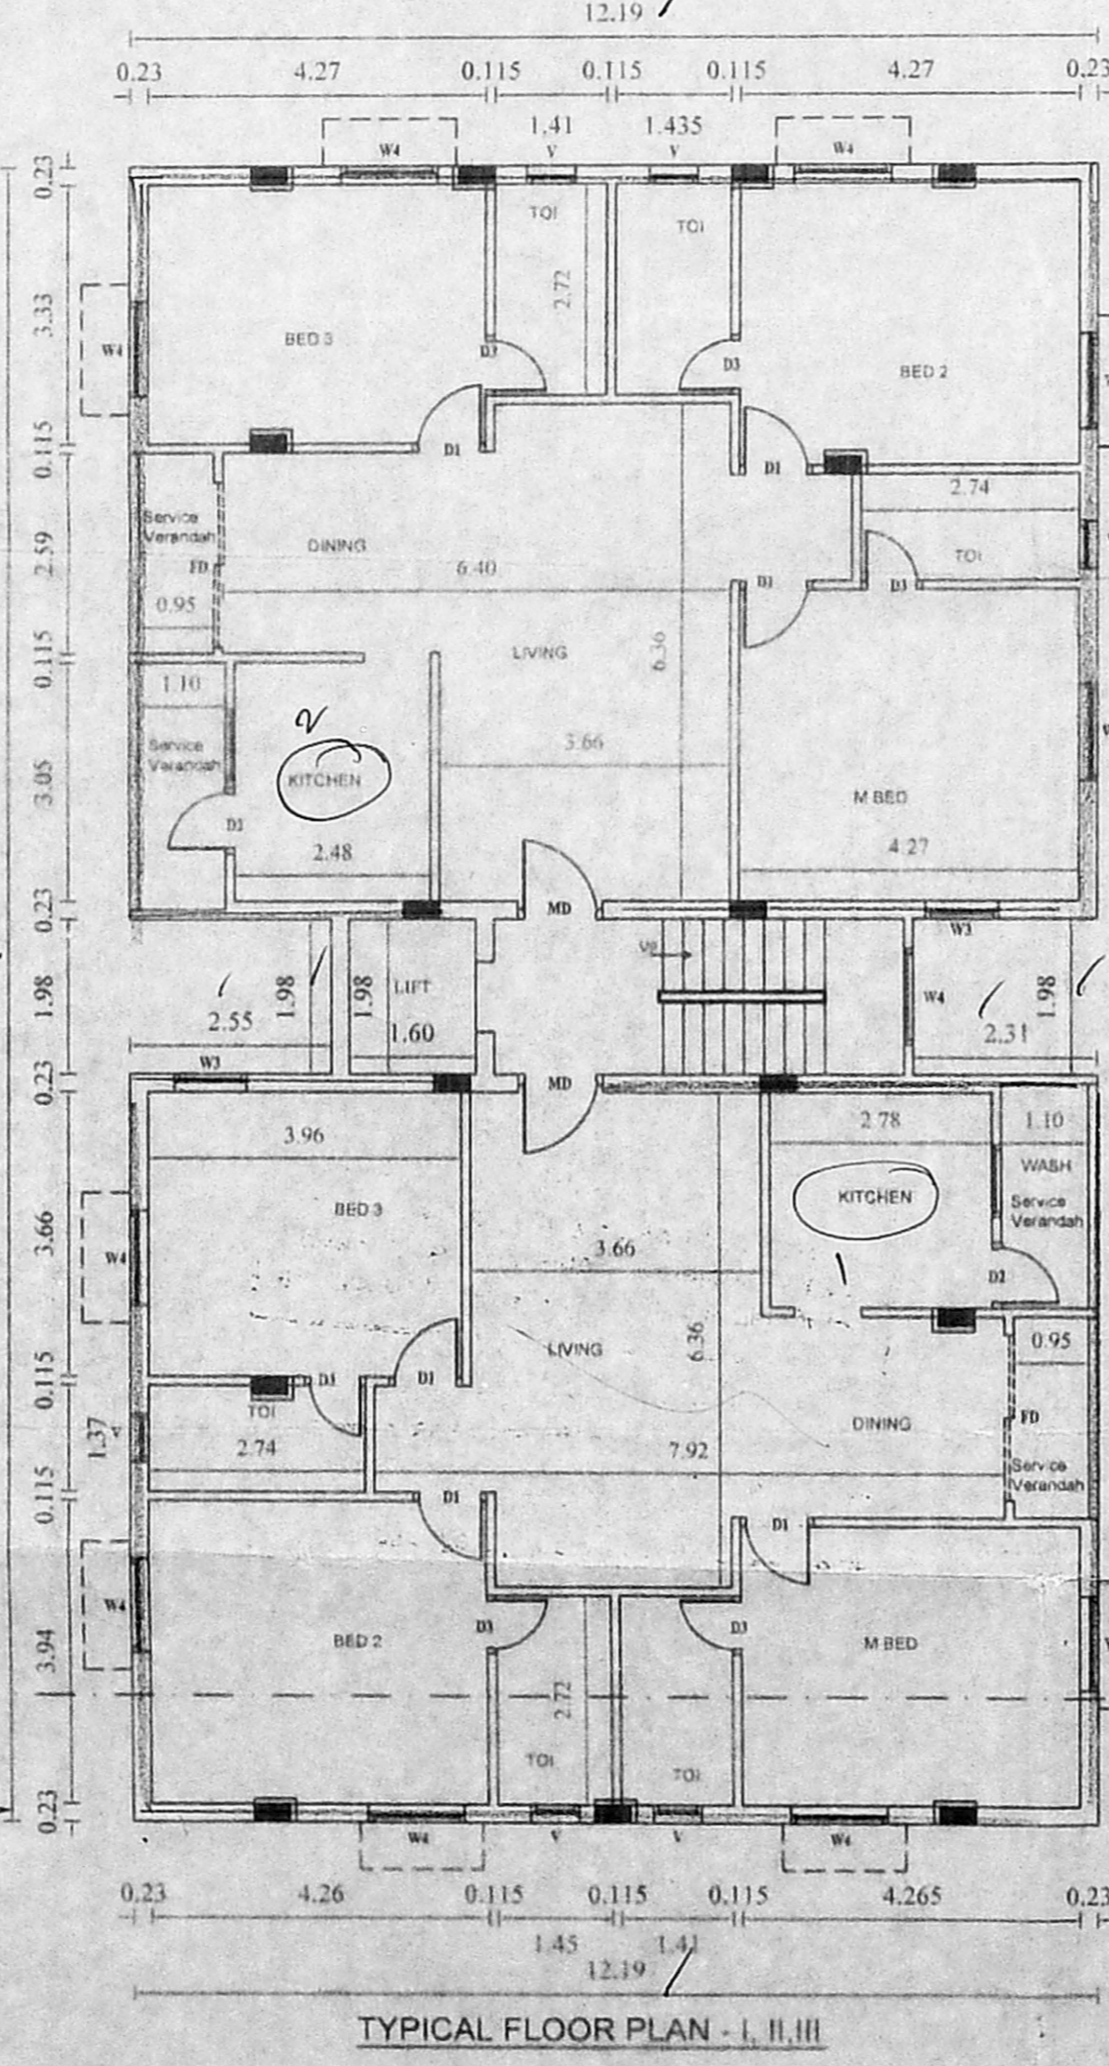 12.19
0.23 4.27 0.115 0.115 0.115 4.27 0.23
1.41 1.435
W4 V V W4
0.23
TOI TOI
2.72
3.33
BED 3
W4 D3 D3
BED 2
0.115
D1 D1
2.74
Service
Verandah
DINING
TOI
2.59
FD 6.40 D1 D3
0.95
LIVING
6.36
0.115
1.10
2
Service
Verandah
3.66
KITCHEN
3.05
M BED
D2
2.48
4.27
0.23
MD
W3
UP
1.98 1.98 1.98 LIFT W4 1.98
2.55 1.60 2.31
W3
0.23
MD
3.96 2.78 1.10
WASH
KITCHEN
Service
Verandah
BED 3
3.66
W4 3.66
D2
1
6.36
LIVING
0.95
0.115
D1 D1
TOI
DINING FD
1.37 V
2.74 7.92
Service
Verandah
0.115
D1 D1
W4
D3 D3
BED 2 M BED
3.94
2.72
TOI TOI
0.23
W4 V V W4
0.23 4.26 0.115 0.115 0.115 4.265 0.23
1.45 1.41
12.19
TYPICAL FLOOR PLAN - I, II,III